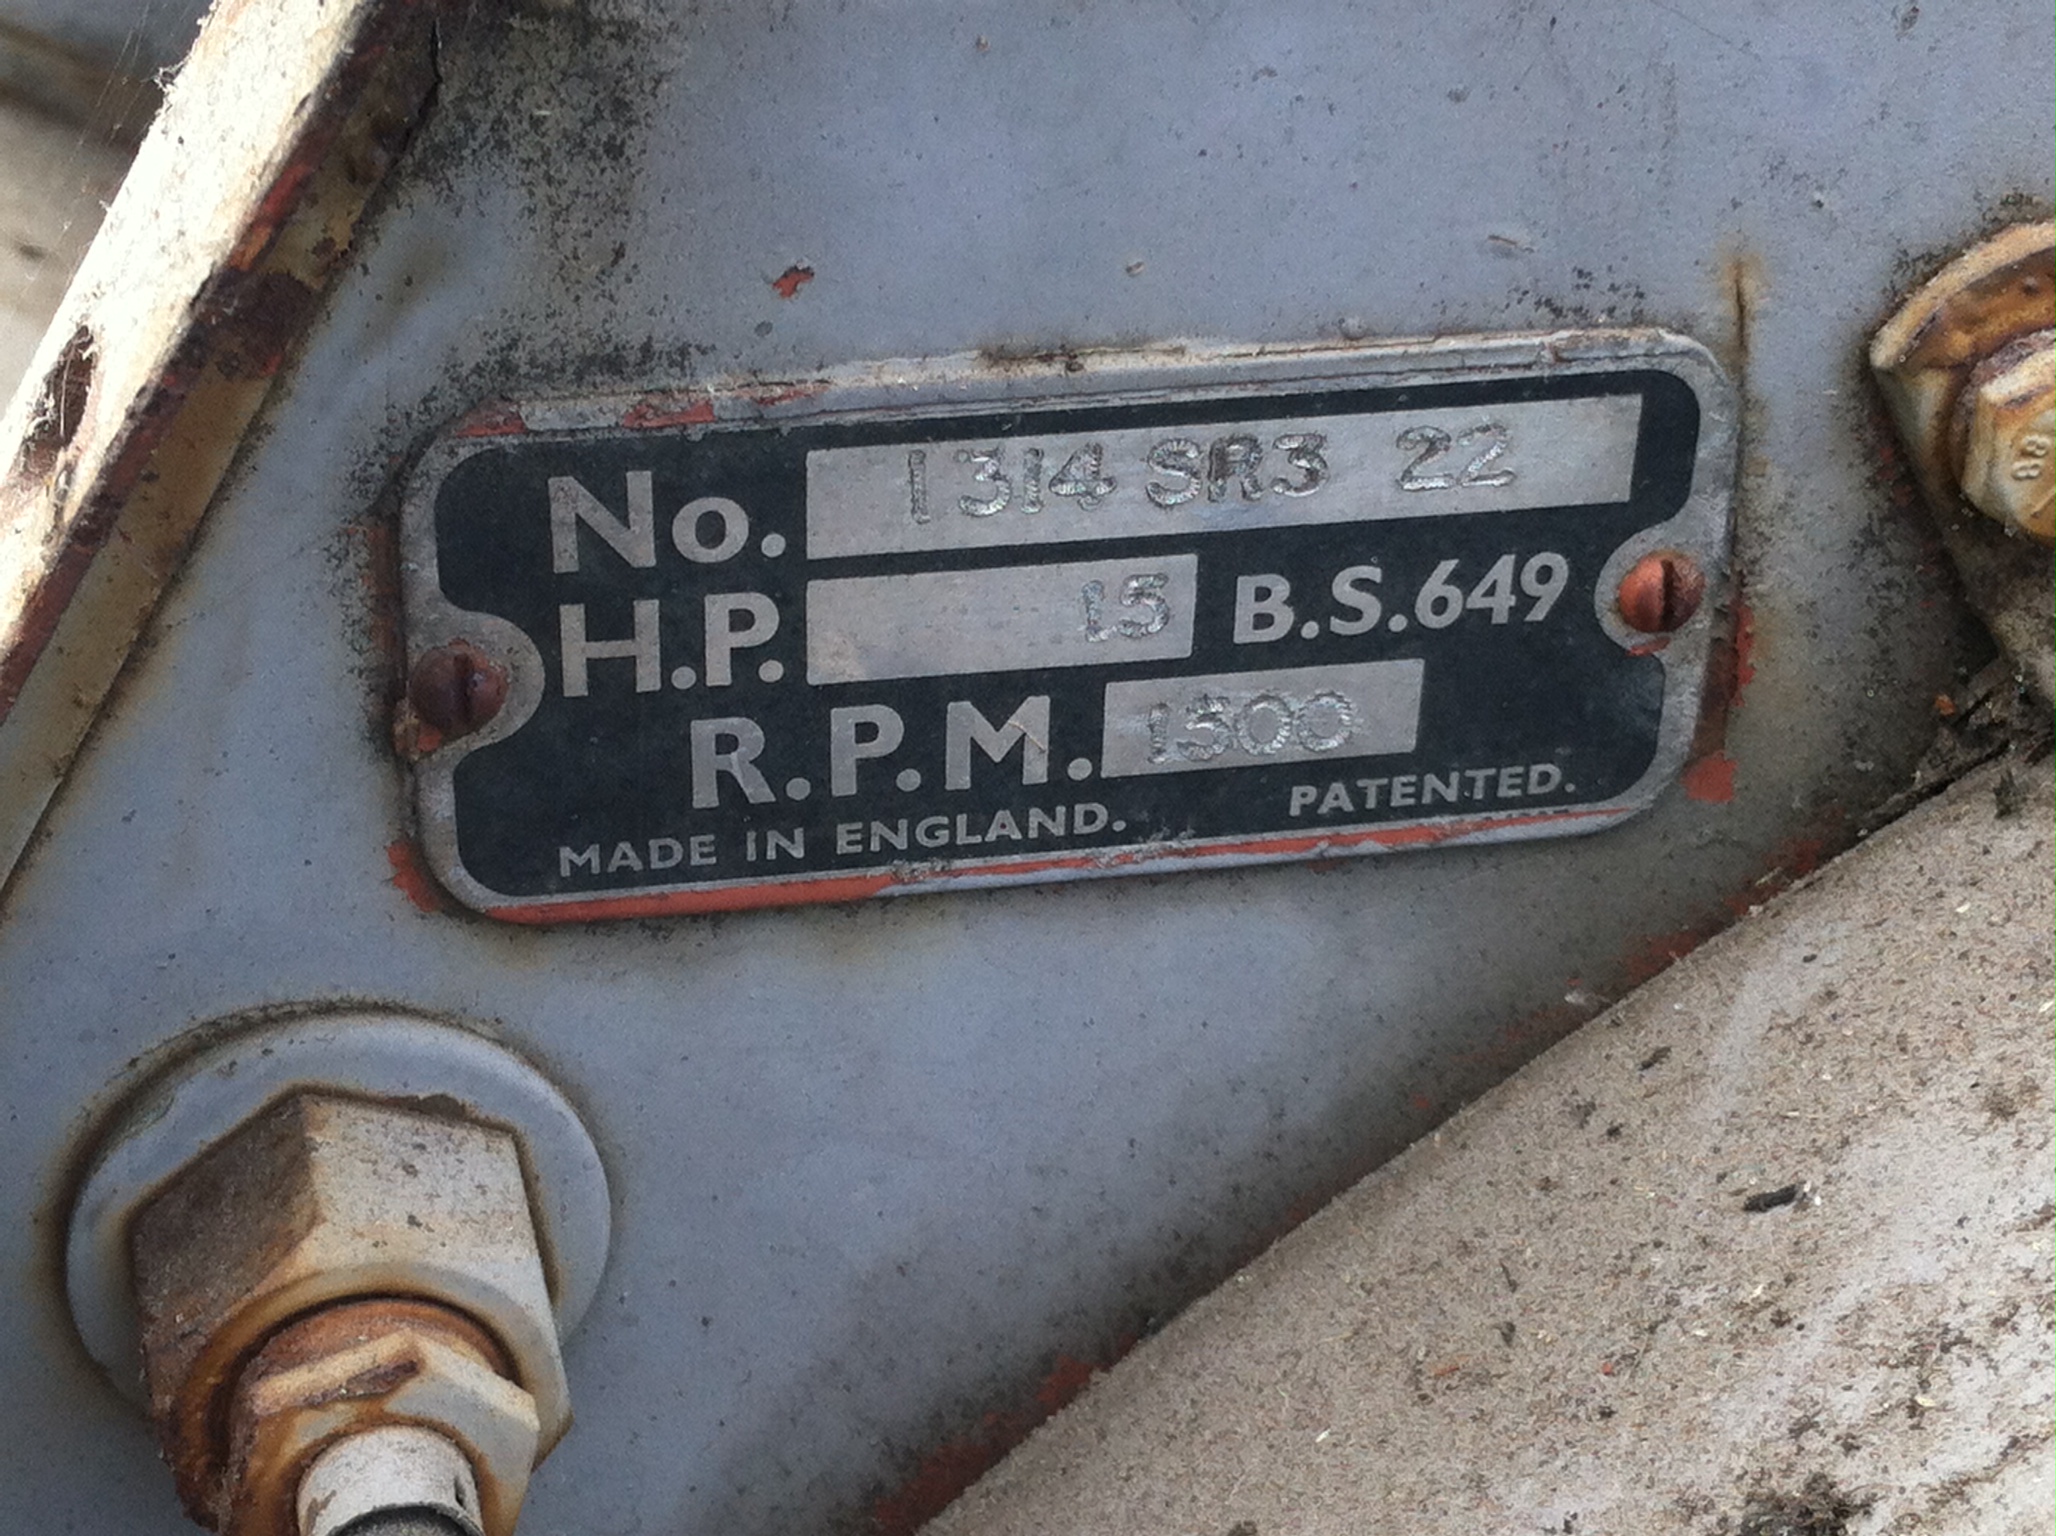 No. 1314 SR3 22
H.P. 15 B.S.649
R.P.M. 1500
MADE IN ENGLAND. PATENTED.